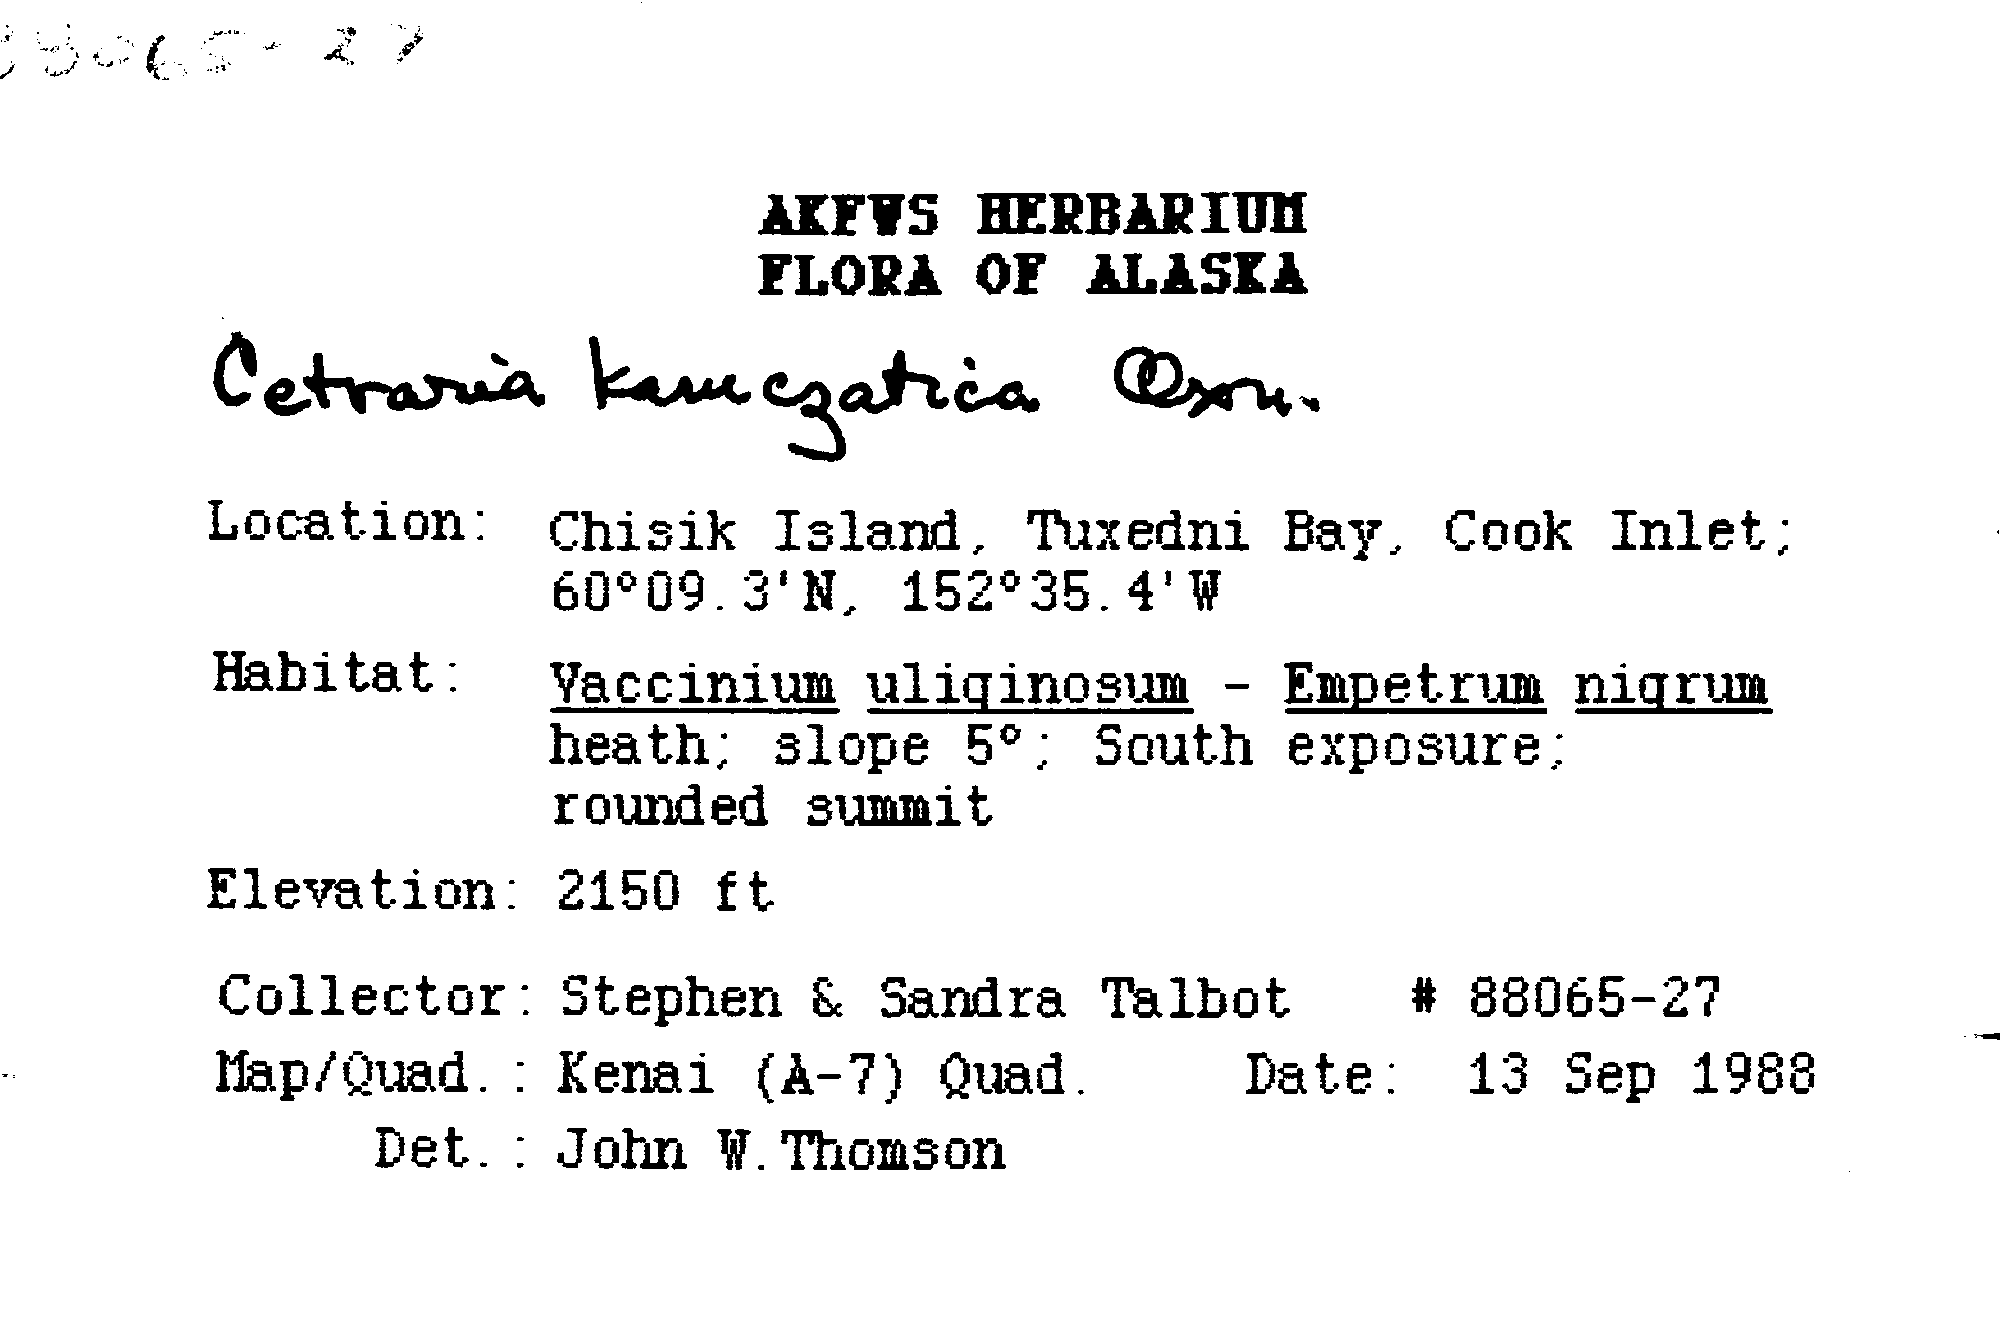 88065-27
AKFWS HERBARIUM
FLORA OF ALASKA
Cetraria kamczatica Oxn.
Location: Chisik Island, Tuxedni Bay, Cook Inlet;
60°09.3'N, 152°35.4'W
Habitat: Vaccinium uliginosum - Empetrum nigrum
heath; slope 5°; South exposure;
rounded summit
Elevation: 2150 ft
Collector: Stephen & Sandra Talbot # 88065-27
Map/Quad.: Kenai (A-7) Quad. Date: 13 Sep 1988
Det.: John W.Thomson